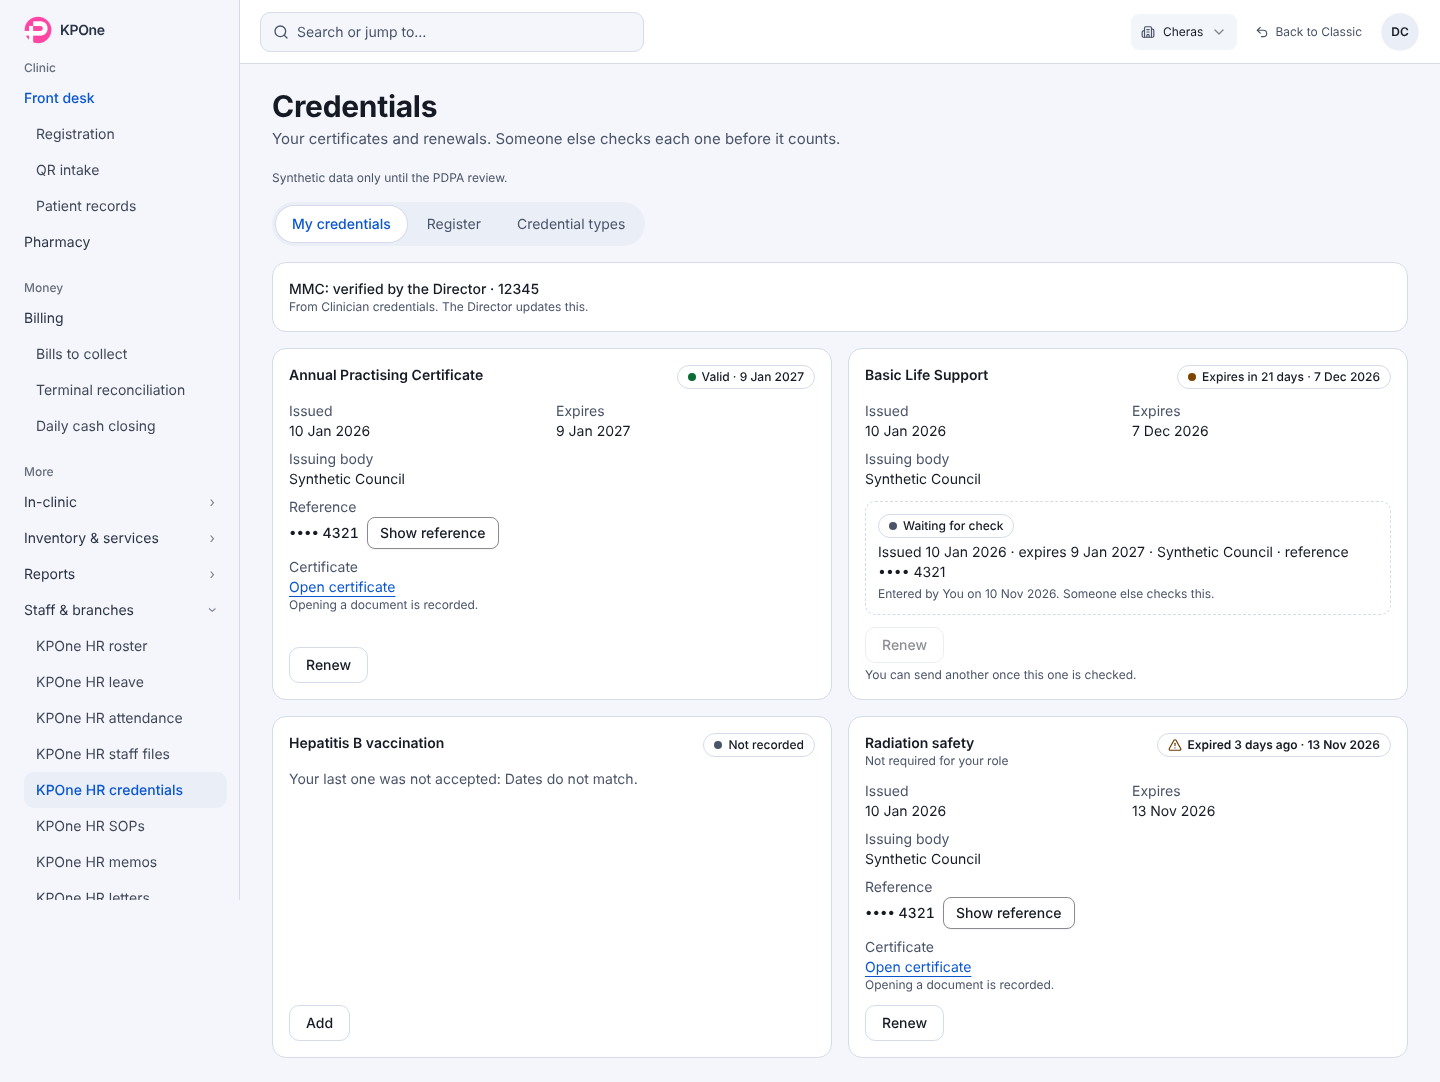 KPOne
Search or jump to...
Cheras
Back to Classic
DC
Clinic
Front desk
Registration
QR intake
Patient records
Pharmacy
Money
Billing
Bills to collect
Terminal reconciliation
Daily cash closing
More
In-clinic
Inventory & services
Reports
Staff & branches
KPOne HR roster
KPOne HR leave
KPOne HR attendance
KPOne HR staff files
KPOne HR credentials
KPOne HR SOPs
KPOne HR memos
KPOne HR letters
Credentials
Your certificates and renewals. Someone else checks each one before it counts.
Synthetic data only until the PDPA review.
My credentials
Register
Credential types
MMC: verified by the Director · 12345
From Clinician credentials. The Director updates this.
Annual Practising Certificate
Valid · 9 Jan 2027
Issued
Expires
10 Jan 2026
9 Jan 2027
Issuing body
Synthetic Council
Reference
•••• 4321
Show reference
Certificate
Open certificate
Opening a document is recorded.
Renew
Basic Life Support
Expires in 21 days · 7 Dec 2026
Issued
Expires
10 Jan 2026
7 Dec 2026
Issuing body
Synthetic Council
Waiting for check
Issued 10 Jan 2026 · expires 9 Jan 2027 · Synthetic Council · reference
•••• 4321
Entered by You on 10 Nov 2026. Someone else checks this.
Renew
You can send another once this one is checked.
Hepatitis B vaccination
Not recorded
Your last one was not accepted: Dates do not match.
Add
Radiation safety
Expired 3 days ago · 13 Nov 2026
Not required for your role
Issued
Expires
10 Jan 2026
13 Nov 2026
Issuing body
Synthetic Council
Reference
•••• 4321
Show reference
Certificate
Open certificate
Opening a document is recorded.
Renew